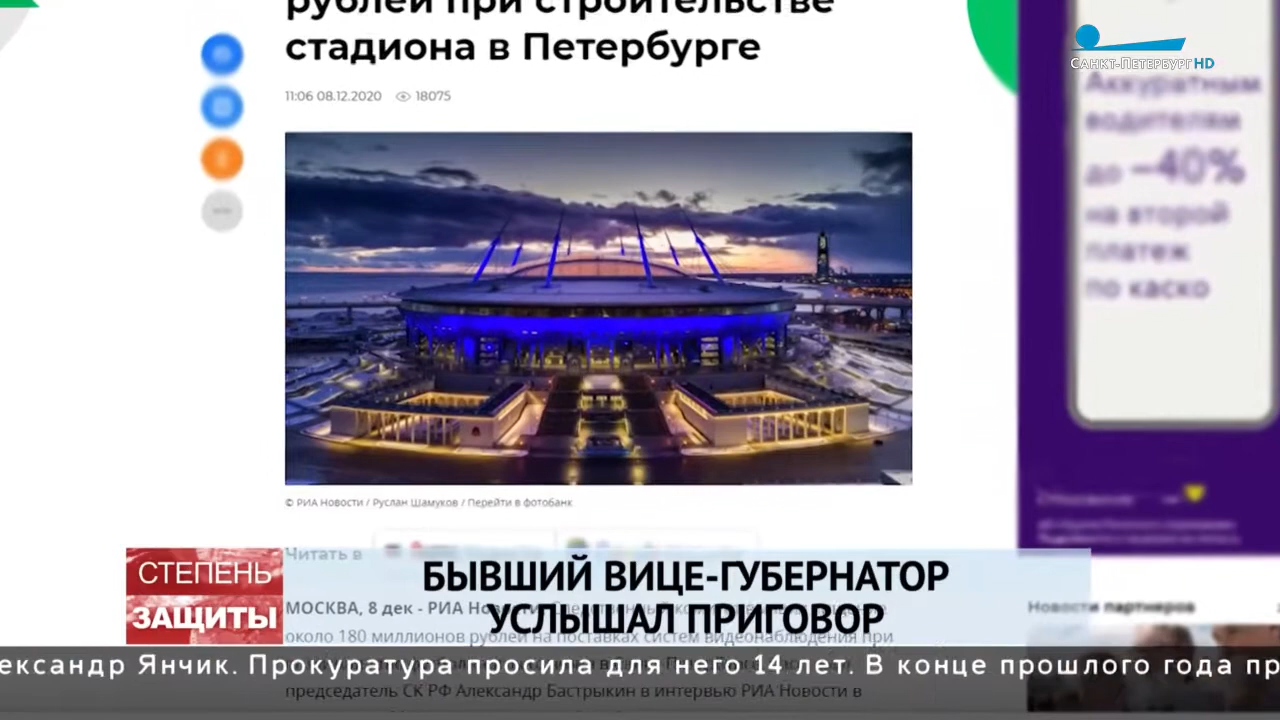 рублей при строительстве
стадиона в Петербурге
11:06 08.12.2020 18075
САНКТ-ПЕТЕРБУРГ HD
Аккуратным
водителям
до –40%
на второй
платеж
по каско
© РИА Новости / Руслан Шамуков / Перейти в фотобанк
Читать в
СТЕПЕНЬ
ЗАЩИТЫ
БЫВШИЙ ВИЦЕ-ГУБЕРНАТОР
УСЛЫШАЛ ПРИГОВОР
МОСКВА, 8 дек - РИА Новости.
около 180 миллионов рублей на поставках систем видеонаблюдения при
Новости партнеров
ександр Янчик. Прокуратура просила для него 14 лет. В конце прошлого года пр
председатель СК РФ Александр Бастрыкин в интервью РИА Новости в